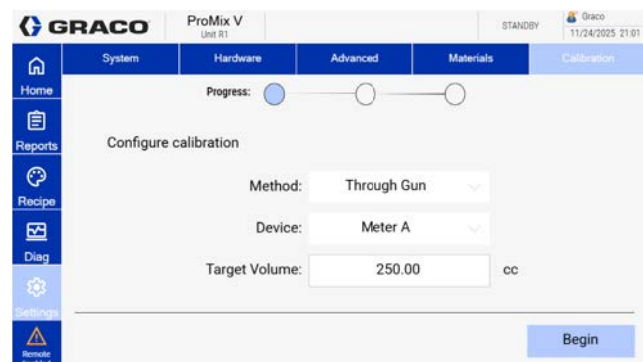 GRACO
ProMix V
Unit R1
STANDBY
Graco
11/24/2025 21:01
System
Hardware
Advanced
Materials
Calibration
Home
Reports
Recipe
Diag
Settings
Remote
Progress:
Configure calibration
Method: Through Gun
Device: Meter A
Target Volume: 250.00 cc
Begin